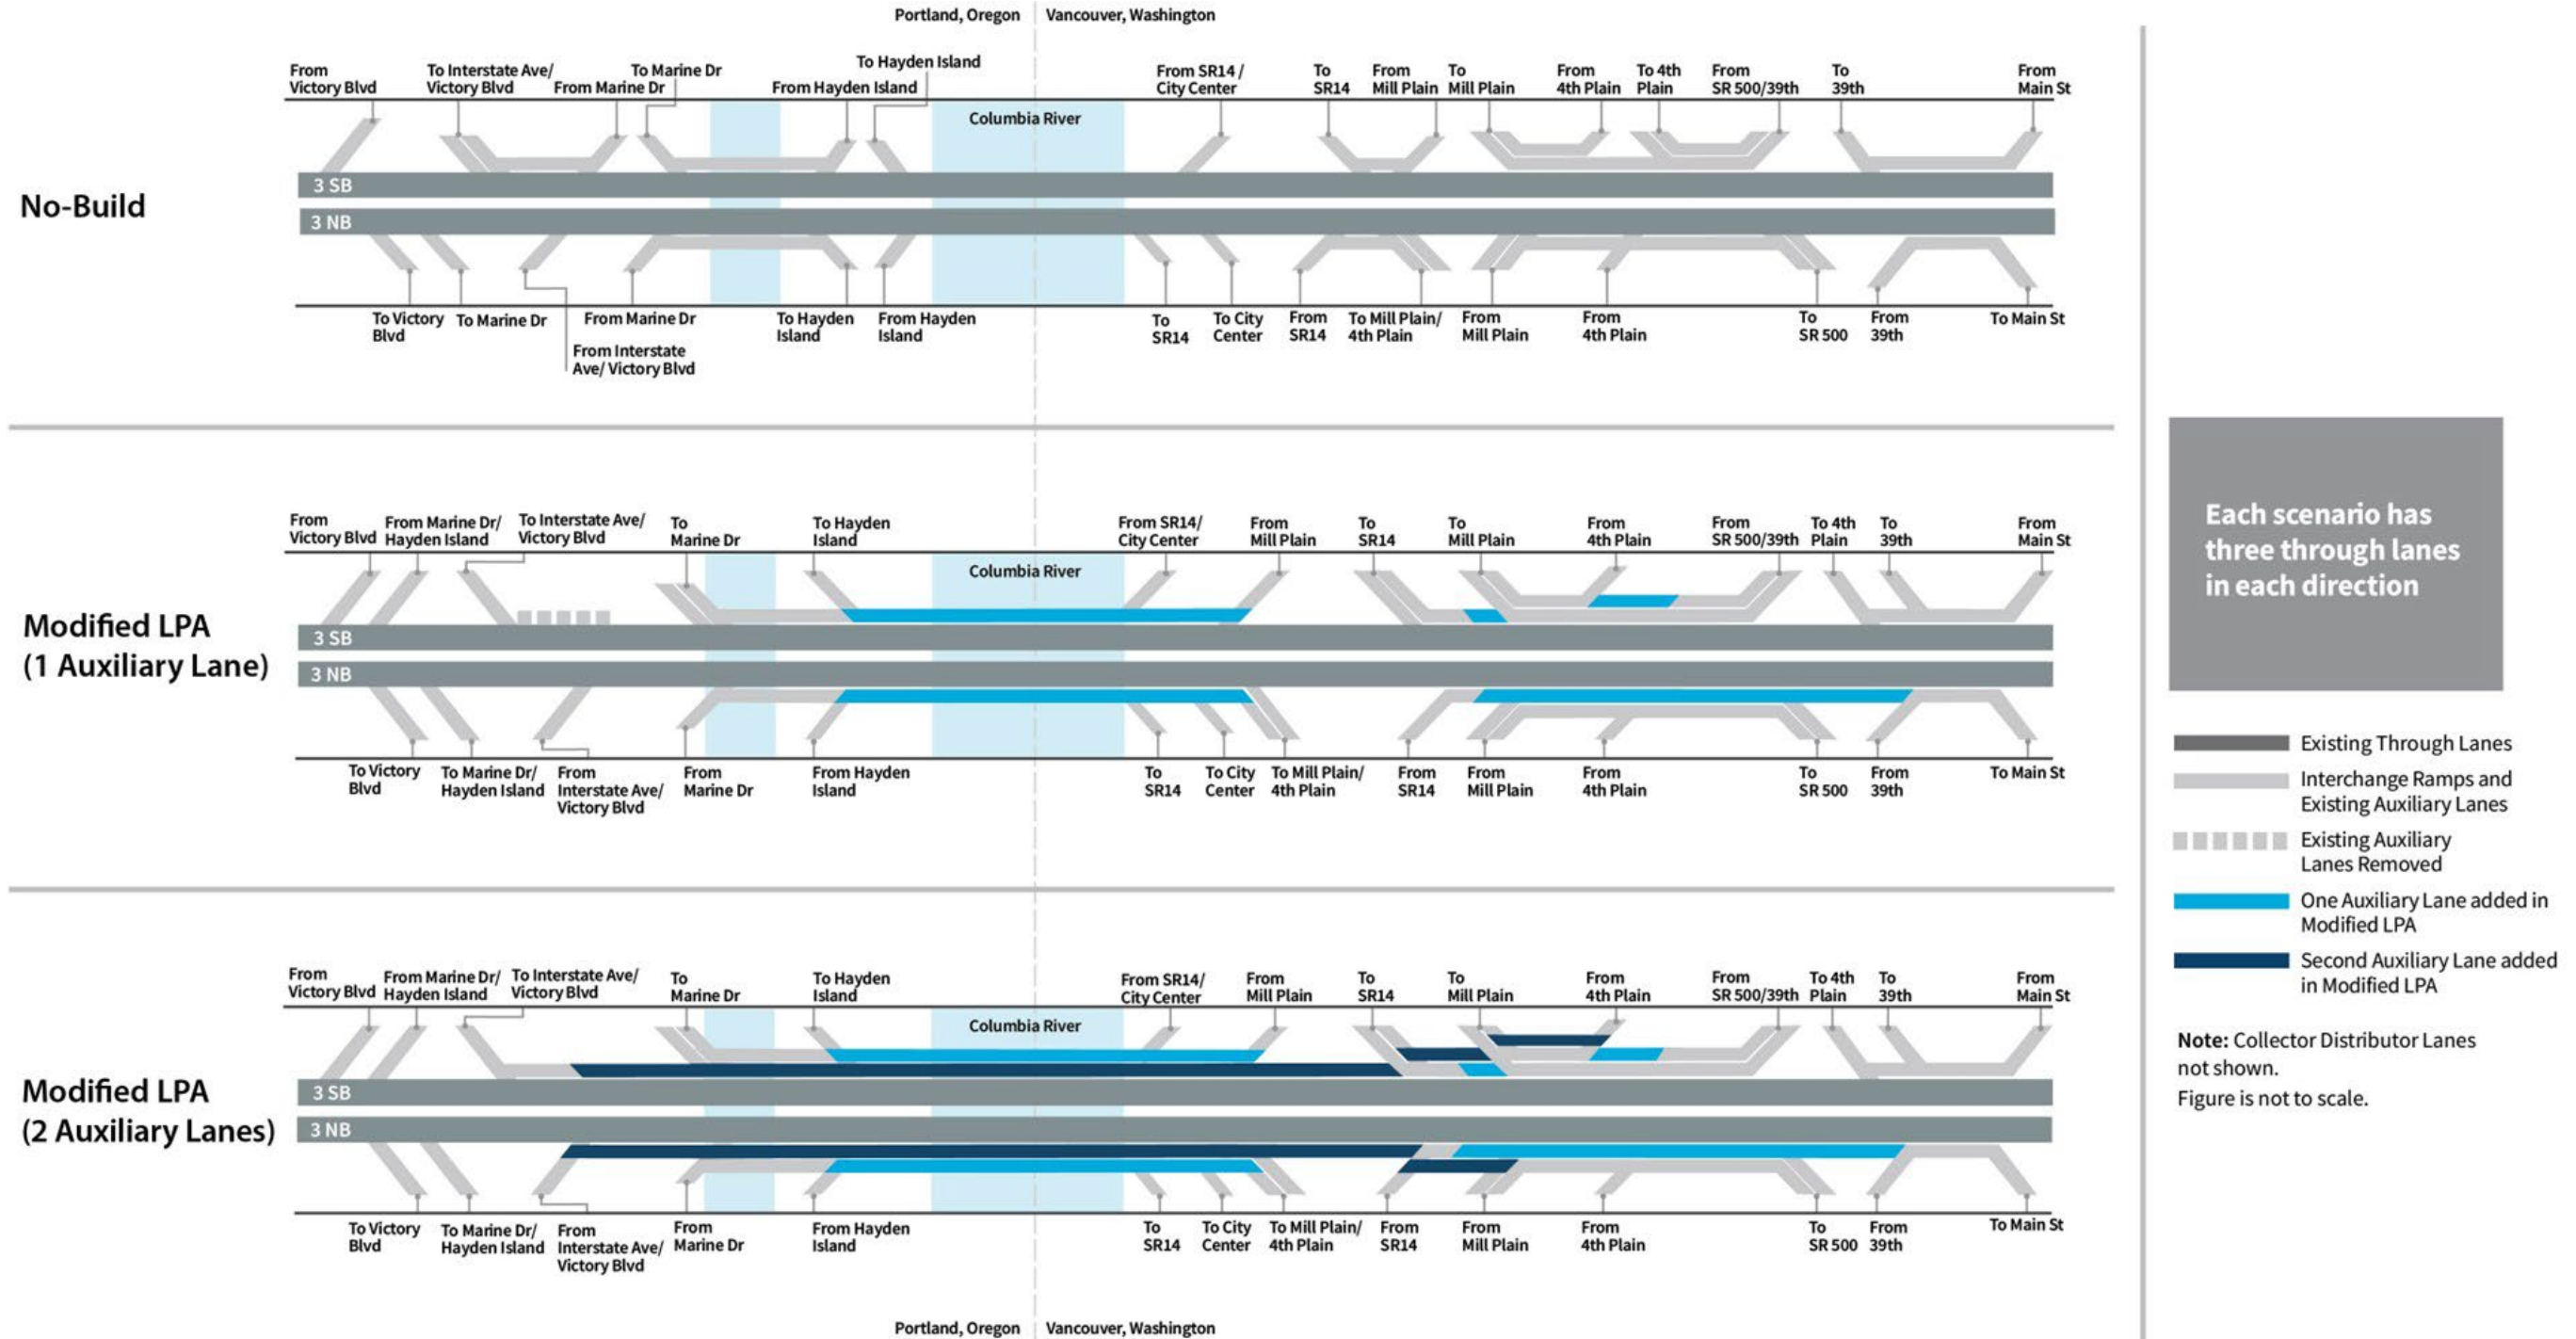 Portland, Oregon
Vancouver, Washington
No-Build
From
Victory Blvd
To Interstate Ave/
Victory Blvd
From Marine Dr
To Marine Dr
From Hayden Island
To Hayden Island
From SR14 /
City Center
To
SR14
From
Mill Plain
To
Mill Plain
From
4th Plain
To 4th
Plain
From
SR 500/39th
To
39th
From
Main St
Columbia River
3 SB
3 NB
To Victory
Blvd
To Marine Dr
From Interstate
Ave/ Victory Blvd
From Marine Dr
To Hayden
Island
From Hayden
Island
To
SR14
To City
Center
From
SR14
To Mill Plain/
4th Plain
From
Mill Plain
From
4th Plain
To
SR 500
From
39th
To Main St
Modified LPA
(1 Auxiliary Lane)
From
Victory Blvd
From Marine Dr/
Hayden Island
To Interstate Ave/
Victory Blvd
To
Marine Dr
To Hayden
Island
From SR14/
City Center
From
Mill Plain
To
SR14
To
Mill Plain
From
4th Plain
From
SR 500/39th
To 4th
Plain
To
39th
From
Main St
Columbia River
3 SB
3 NB
To Victory
Blvd
To Marine Dr/
Hayden Island
From
Interstate Ave/
Victory Blvd
From
Marine Dr
From Hayden
Island
To
SR14
To City
Center
To Mill Plain/
4th Plain
From
SR14
From
Mill Plain
From
4th Plain
To
SR 500
From
39th
To Main St
Modified LPA
(2 Auxiliary Lanes)
From
Victory Blvd
From Marine Dr/
Hayden Island
To Interstate Ave/
Victory Blvd
To
Marine Dr
To Hayden
Island
From SR14/
City Center
From
Mill Plain
To
SR14
To
Mill Plain
From
4th Plain
From
SR 500/39th
To 4th
Plain
To
39th
From
Main St
Columbia River
3 SB
3 NB
To Victory
Blvd
To Marine Dr/
Hayden Island
From
Interstate Ave/
Victory Blvd
From
Marine Dr
From Hayden
Island
To
SR14
To City
Center
To Mill Plain/
4th Plain
From
SR14
From
Mill Plain
From
4th Plain
To
SR 500
From
39th
To Main St
Portland, Oregon
Vancouver, Washington
Each scenario has
three through lanes
in each direction
Existing Through Lanes
Interchange Ramps and
Existing Auxiliary Lanes
Existing Auxiliary
Lanes Removed
One Auxiliary Lane added in
Modified LPA
Second Auxiliary Lane added
in Modified LPA
Note: Collector Distributor Lanes
not shown.
Figure is not to scale.